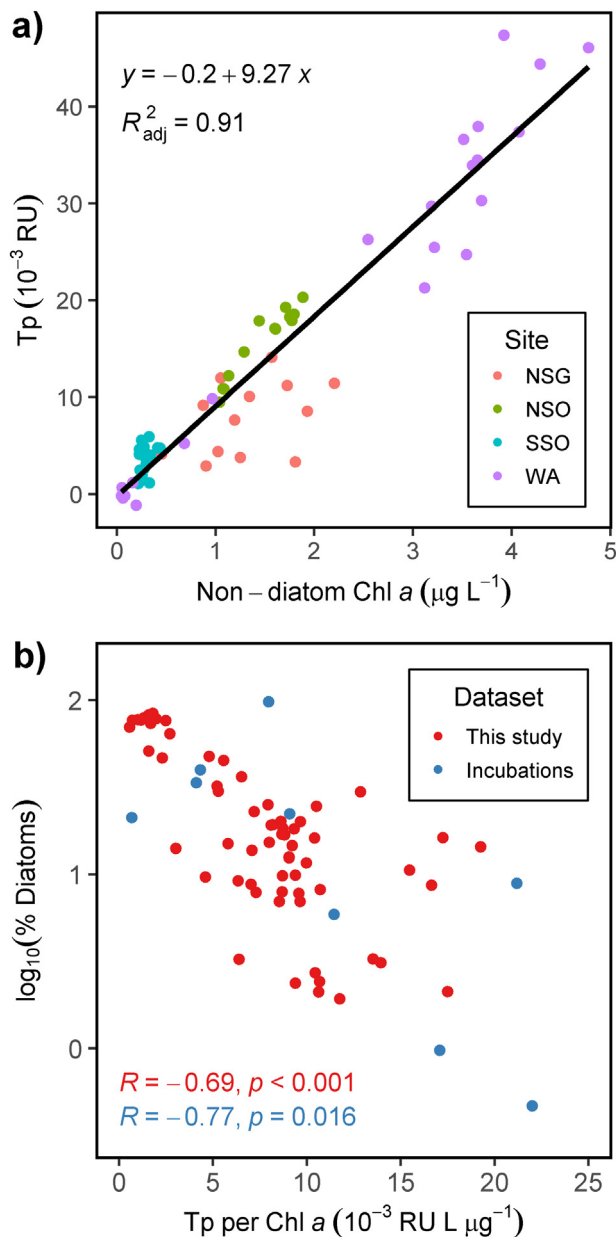 a)
y = −0.2 + 9.27 x
R²adj = 0.91
Tp (10⁻³ RU)
40
30
20
10
0
Site
NSG
NSO
SSO
WA
0 1 2 3 4 5
Non − diatom Chl a (μg L⁻¹)
b)
Dataset
This study
Incubations
log₁₀(% Diatoms)
2
1
0
R = −0.69, p < 0.001
R = −0.77, p = 0.016
0 5 10 15 20 25
Tp per Chl a (10⁻³ RU L μg⁻¹)